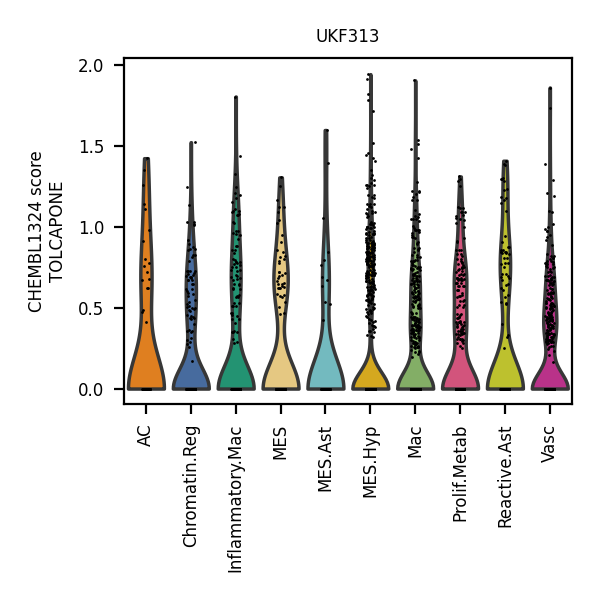 UKF313
CHEMBL1324 score
TOLCAPONE
2.0
1.5
1.0
0.5
0.0
AC
Chromatin.Reg
Inflammatory.Mac
MES
MES.Ast
MES.Hyp
Mac
Prolif.Metab
Reactive.Ast
Vasc